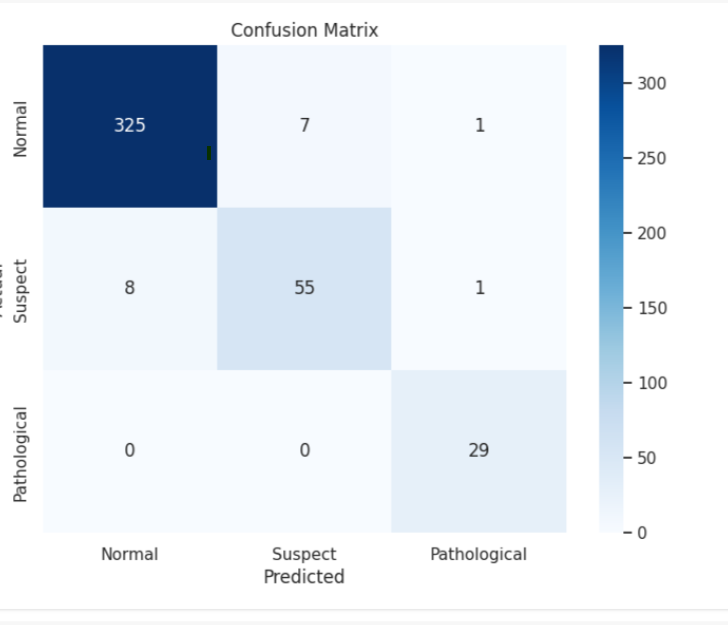 Confusion Matrix
Normal
325 7 1
Suspect
8 55 1
Pathological
0 0 29
Normal Suspect Pathological
Predicted
300
250
200
150
100
50
0